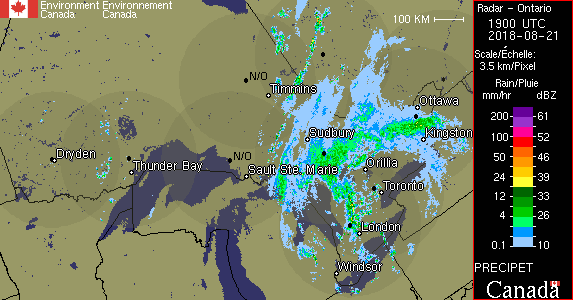 Environment Environnement
Canada Canada
100 KM
N/O
Timmins
Ottawa
Sudbury
Kingston
Dryden
Thunder Bay
N/O
Sault Ste. Marie
Orillia
Toronto
London
Windsor
Radar - Ontario
1900 UTC
2018-08-21
Scale/Échelle:
3.5 km/Pixel
Rain/Pluie
mm/hr dBZ
200 61
100 52
50 46
24 39
12 33
4 26
0.1 10
PRECIPET
Canada